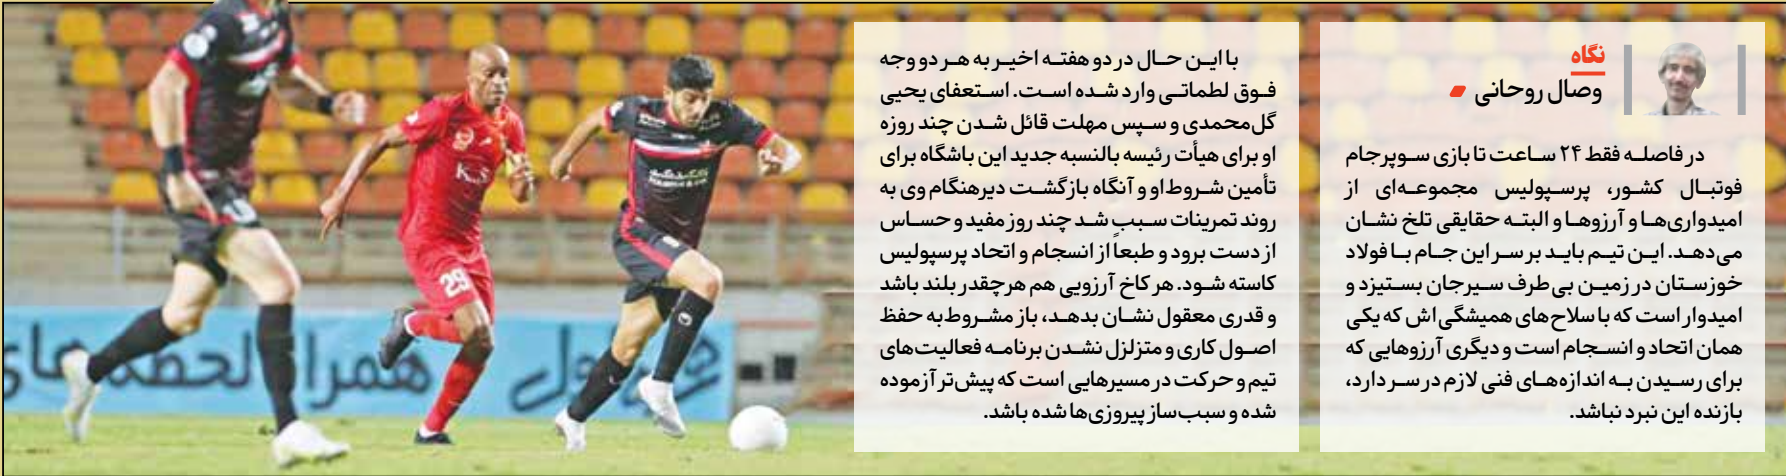 نگاه
وصال روحانی
در فاصله فقط ۲۴ ساعت تا بازی سوپرجام
فوتبال کشور، پرسپولیس مجموعه‌ای از
امیدواری‌ها و آرزوها و البته حقایقی تلخ نشان
می‌دهد. این تیم باید بر سر این جام با فولاد
خوزستان در زمین بی‌طرف سیرجان بستیزد و
امیدوار است که با سلاح‌های همیشگی‌اش که یکی
همان اتحاد و انسجام است و دیگری آرزوهایی که
برای رسیدن به اندازه‌های فنی لازم در سر دارد،
بازنده این نبرد نباشد.
با این حال در دو هفته اخیر به هر دو وجه
فوق لطماتی وارد شده است. استعفای یحیی
گل‌محمدی و سپس مهلت قائل شدن چند روزه
او برای هیأت رئیسه بالنسبه جدید این باشگاه برای
تأمین شروط او و آنگاه بازگشت دیرهنگام وی به
روند تمرینات سبب شد چند روز مفید و حساس
از دست برود و طبعاً از انسجام و اتحاد پرسپولیس
کاسته شود. هر کاخ آرزویی هم هرچقدر بلند باشد
و قدری معقول نشان بدهد، باز مشروط به حفظ
اصول کاری و متزلزل نشدن برنامه فعالیت‌های
تیم و حرکت در مسیرهایی است که پیش‌تر آزموده
شده و سبب‌ساز پیروزی‌ها شده باشد.
29
همراه اول
همرا
لحظه های